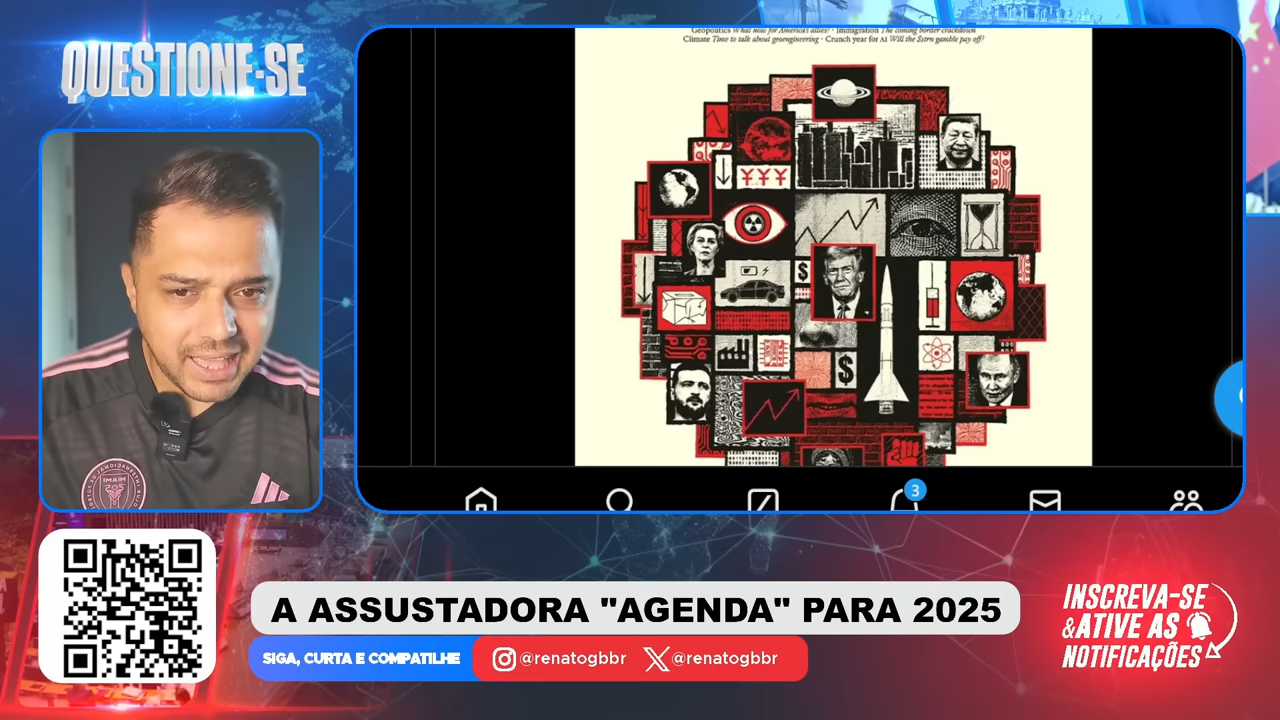 QUESTIONE-SE
Geopolitics What now for America's allies? · Immigration The coming border crackdown
Climate Time to talk about geoengineering · Crunch year for AI Will the $1trn gamble pay off?
¥¥¥
$
$
MIAMI
3
A ASSUSTADORA "AGENDA" PARA 2025
SIGA, CURTA E COMPATILHE
@renatogbbr
@renatogbbr
INSCREVA-SE
&ATIVE AS
NOTIFICAÇÕES